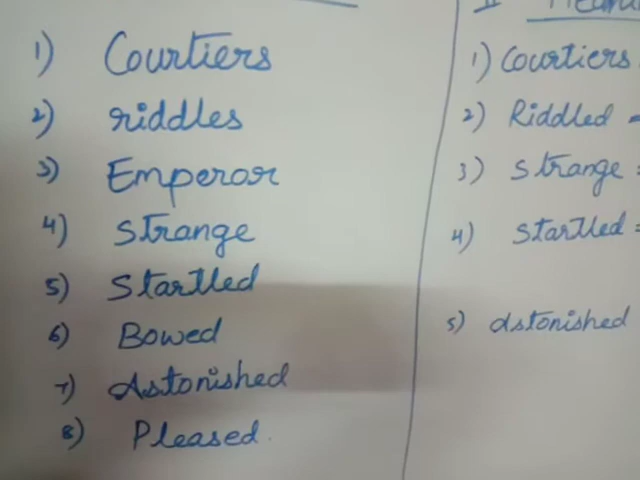 1) Courtiers
2) riddles
3) Emperor
4) strange
5) Startled
6) Bowed
7) Astonished
8) Pleased.
II
1) Courtiers
2) Riddled -
3) Strange =
4) Startled =
5) Astonished